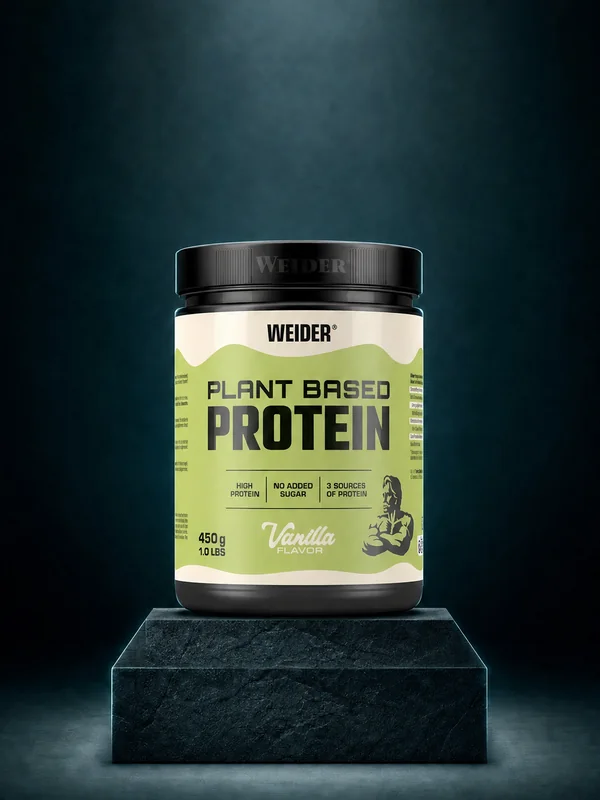 WEIDER
WEIDER®
PLANT BASED
PROTEIN
HIGH PROTEIN
NO ADDED SUGAR
3 SOURCES OF PROTEIN
Vanilla
FLAVOR
450 g
1.0 LBS